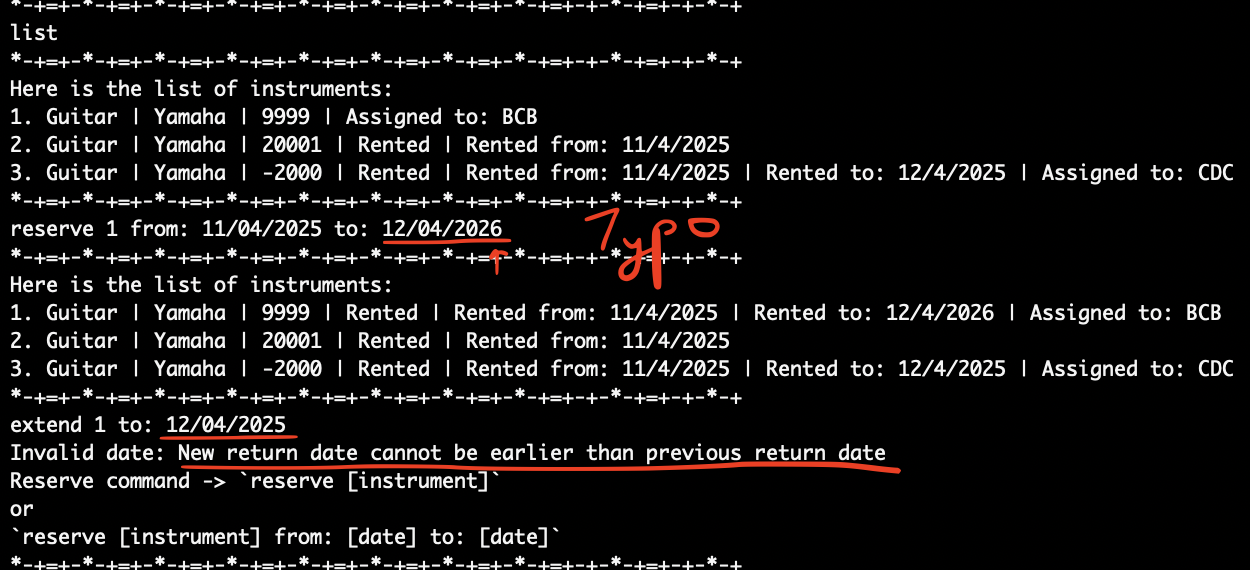 *-+=+-*-+=+-*-+=+-*-+=+-*-+=+-*-+=+-*-+=+-*-+=+-*-+=+-*-+-+-*-+
list
*-+=+-*-+=+-*-+=+-*-+=+-*-+=+-*-+=+-*-+=+-*-+=+-*-+=+-*-+-+-*-+
Here is the list of instruments:
1. Guitar | Yamaha | 9999 | Assigned to: BCB
2. Guitar | Yamaha | 20001 | Rented | Rented from: 11/4/2025
3. Guitar | Yamaha | -2000 | Rented | Rented from: 11/4/2025 | Rented to: 12/4/2025 | Assigned to: CDC
*-+=+-*-+=+-*-+=+-*-+=+-*-+=+-*-+=+-*-+=+-*-+=+-*-+=+-*-+-+-*-+
reserve 1 from: 11/04/2025 to: 12/04/2026
Typo
*-+=+-*-+=+-*-+=+-*-+=+-*-+=+-*-+=+-*-+=+-*-+=+-*-+=+-*-+-+-*-+
Here is the list of instruments:
1. Guitar | Yamaha | 9999 | Rented | Rented from: 11/4/2025 | Rented to: 12/4/2026 | Assigned to: BCB
2. Guitar | Yamaha | 20001 | Rented | Rented from: 11/4/2025
3. Guitar | Yamaha | -2000 | Rented | Rented from: 11/4/2025 | Rented to: 12/4/2025 | Assigned to: CDC
*-+=+-*-+=+-*-+=+-*-+=+-*-+=+-*-+=+-*-+=+-*-+=+-*-+=+-*-+-+-*-+
extend 1 to: 12/04/2025
Invalid date: New return date cannot be earlier than previous return date
Reserve command -> `reserve [instrument]`
or
`reserve [instrument] from: [date] to: [date]`
*-+=+-*-+=+-*-+=+-*-+=+-*-+=+-*-+=+-*-+=+-*-+=+-*-+=+-*-+-+-*-+